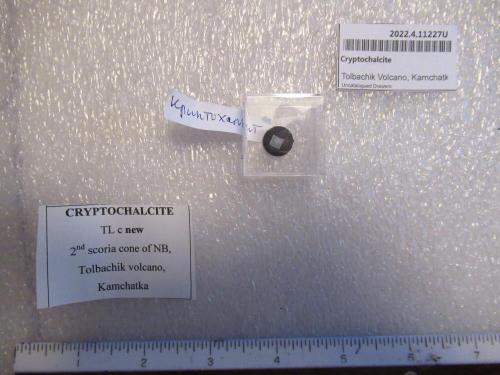 2022.4.11227U
Cryptochalcite
Tolbachik Volcano, Kamchatk
Uncatalogued Drawers
Криптохальцит
CRYPTOCHALCITE
TL c new
2nd scoria cone of NB,
Tolbachik volcano,
Kamchatka
1 2 3 4 5 6 7